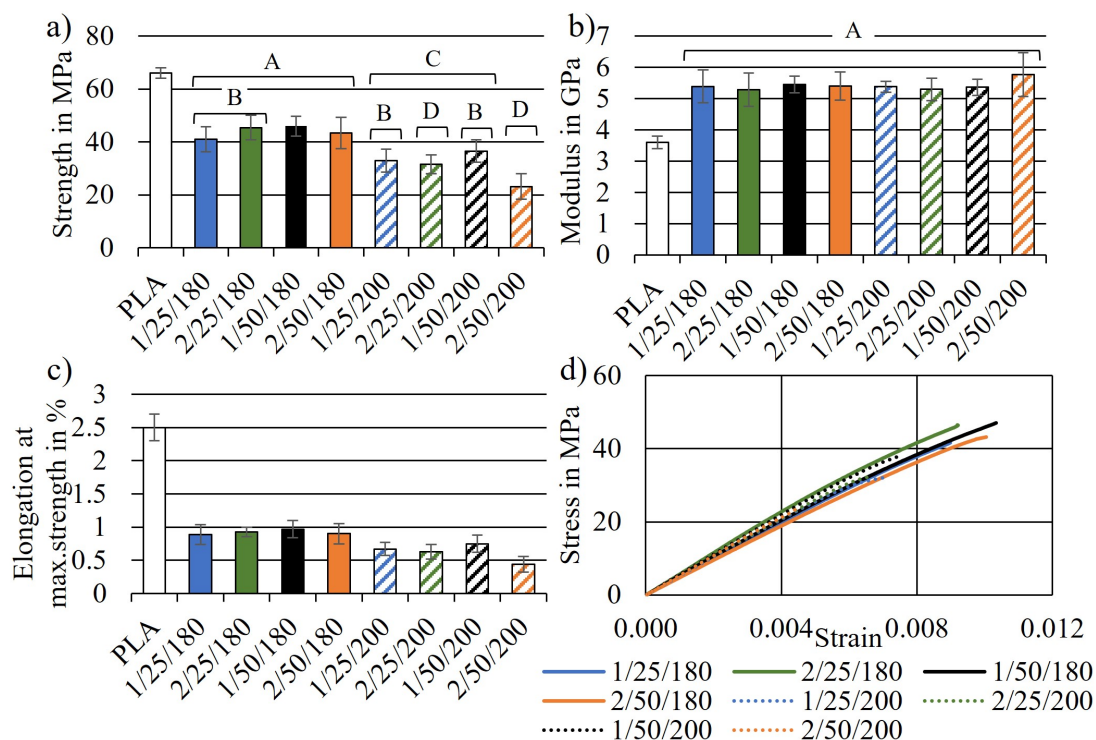 a)
Strength in MPa
80
60
40
20
0
A
C
B
B
D
B
D
PLA
1/25/180
2/25/180
1/50/180
2/50/180
1/25/200
2/25/200
1/50/200
2/50/200
b)
Modulus in GPa
7
6
5
4
3
2
1
0
A
PLA
1/25/180
2/25/180
1/50/180
2/50/180
1/25/200
2/25/200
1/50/200
2/50/200
c)
Elongation at
max.strength in %
3
2.5
2
1.5
1
0.5
0
PLA
1/25/180
2/25/180
1/50/180
2/50/180
1/25/200
2/25/200
1/50/200
2/50/200
d)
Stress in MPa
60
40
20
0
0.000
0.004
0.008
0.012
Strain
1/25/180
2/25/180
1/50/180
2/50/180
1/25/200
2/25/200
1/50/200
2/50/200